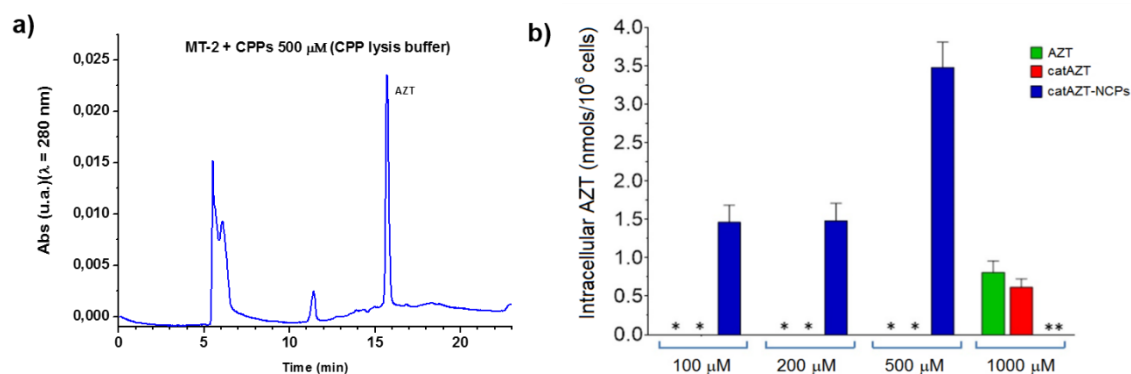 a)
MT-2 + CPPs 500 µM (CPP lysis buffer)
AZT
Abs (u.a.)(λ = 280 nm)
0,025
0,020
0,015
0,010
0,005
0,000
0 5 10 15 20
Time (min)
b)
AZT
catAZT
catAZT-NCPs
Intracellular AZT (nmols/10⁶ cells)
4.0
3.5
3.0
2.5
2.0
1.5
1.0
0.5
0.0
* * * * * * **
100 µM 200 µM 500 µM 1000 µM